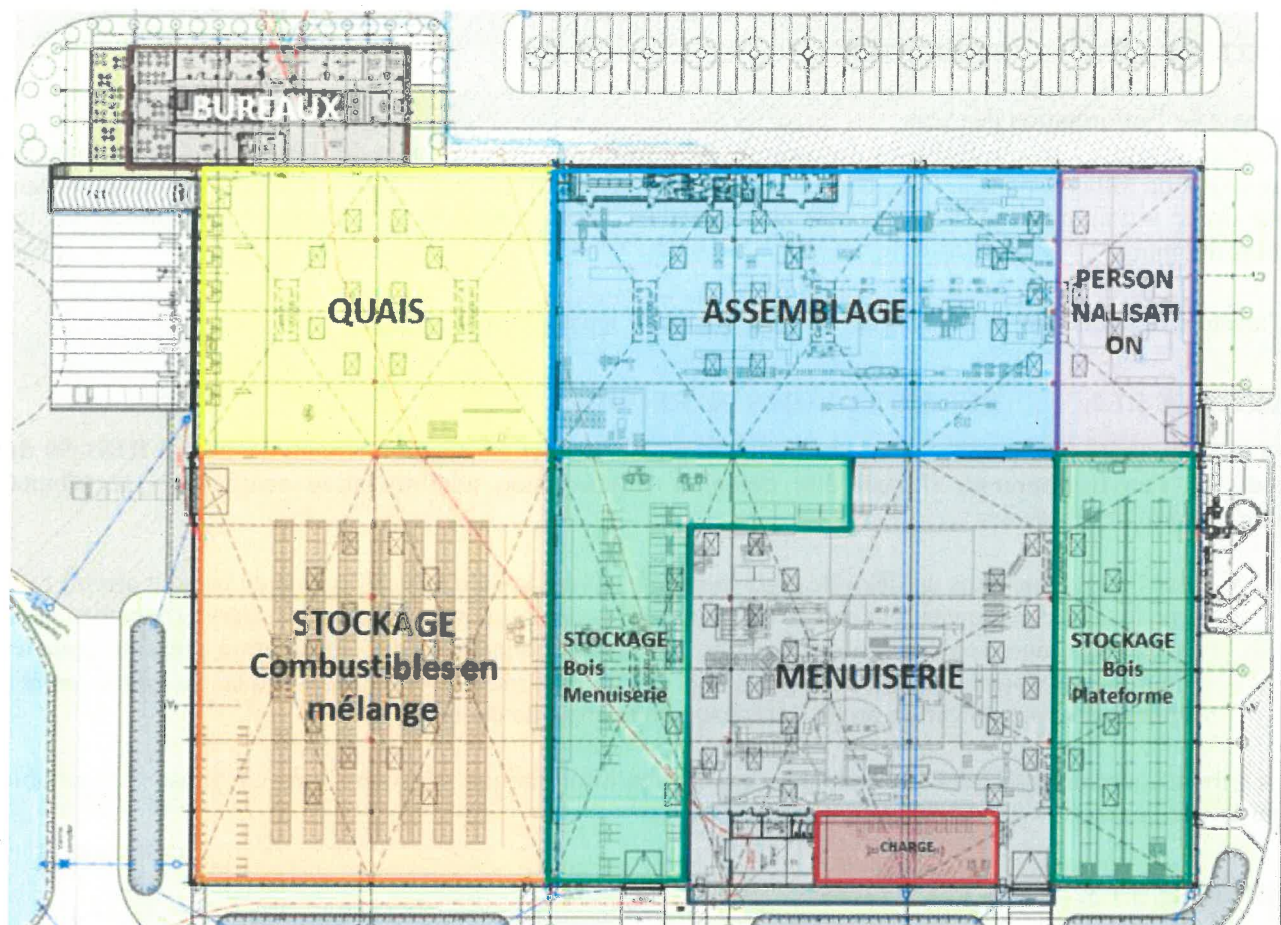 BUREAUX
QUAIS
ASSEMBLAGE
PERSON
NALISATI
ON
STOCKAGE
Combustibles en
mélange
STOCKAGE
Bois
Menuiserie
MENUISERIE
STOCKAGE
Bois
Plateforme
CHARGE